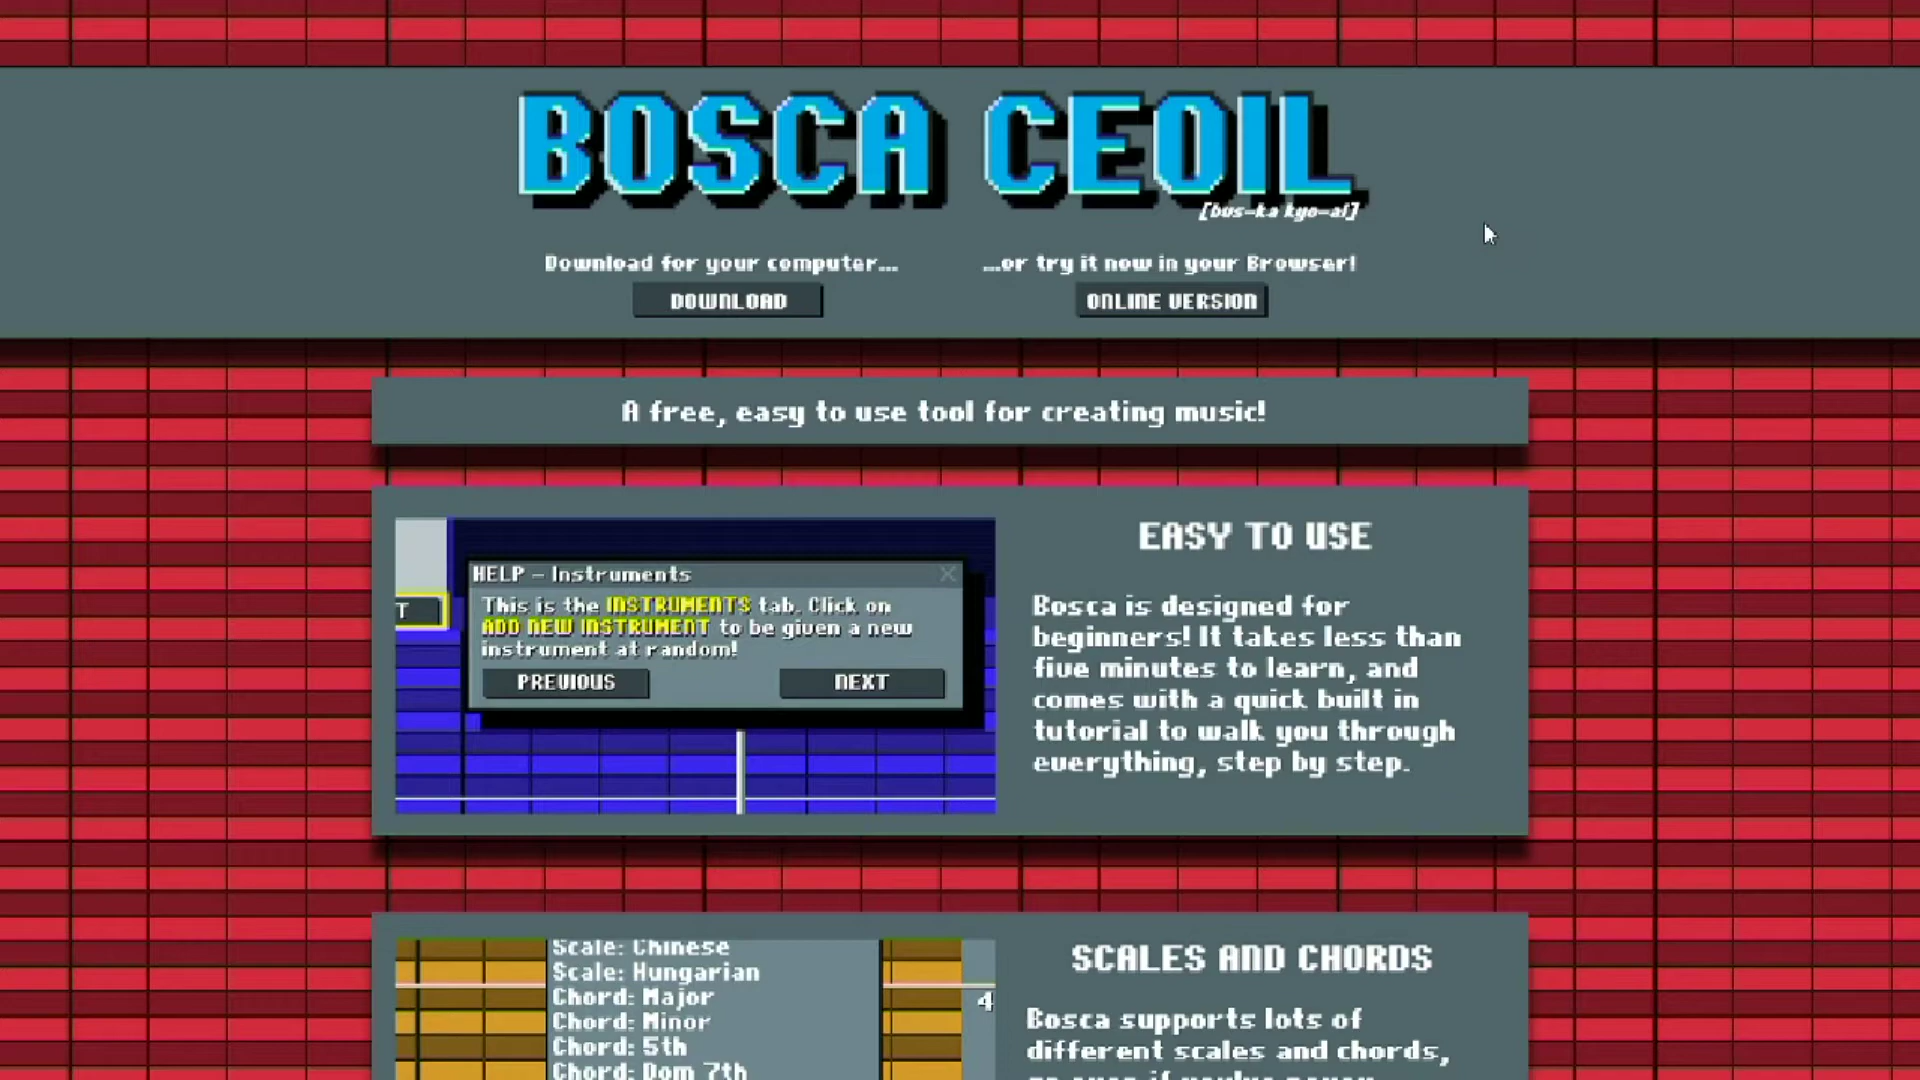 BOSCA CEOIL
[bus-ka kyo-al]
Download for your computer...
...or try it now in your Browser!
DOWNLOAD
ONLINE VERSION
A free, easy to use tool for creating music!
T
HELP - Instruments
This is the INSTRUMENTS tab. Click on
ADD NEW INSTRUMENT to be given a new
instrument at random!
PREVIOUS
NEXT
EASY TO USE
Bosca is designed for
beginners! It takes less than
five minutes to learn, and
comes with a quick built in
tutorial to walk you through
everything, step by step.
Scale: Chinese
Scale: Hungarian
Chord: Major
Chord: Minor
Chord: 5th
Chord: Dom 7th
4
SCALES AND CHORDS
Bosca supports lots of
different scales and chords,